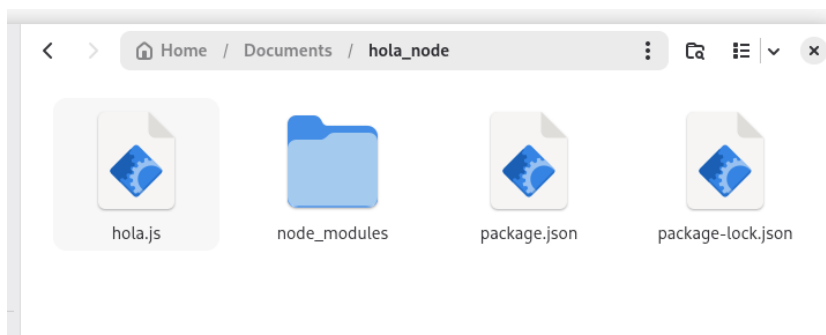 Home / Documents / hola_node
hola.js node_modules package.json package-lock.json